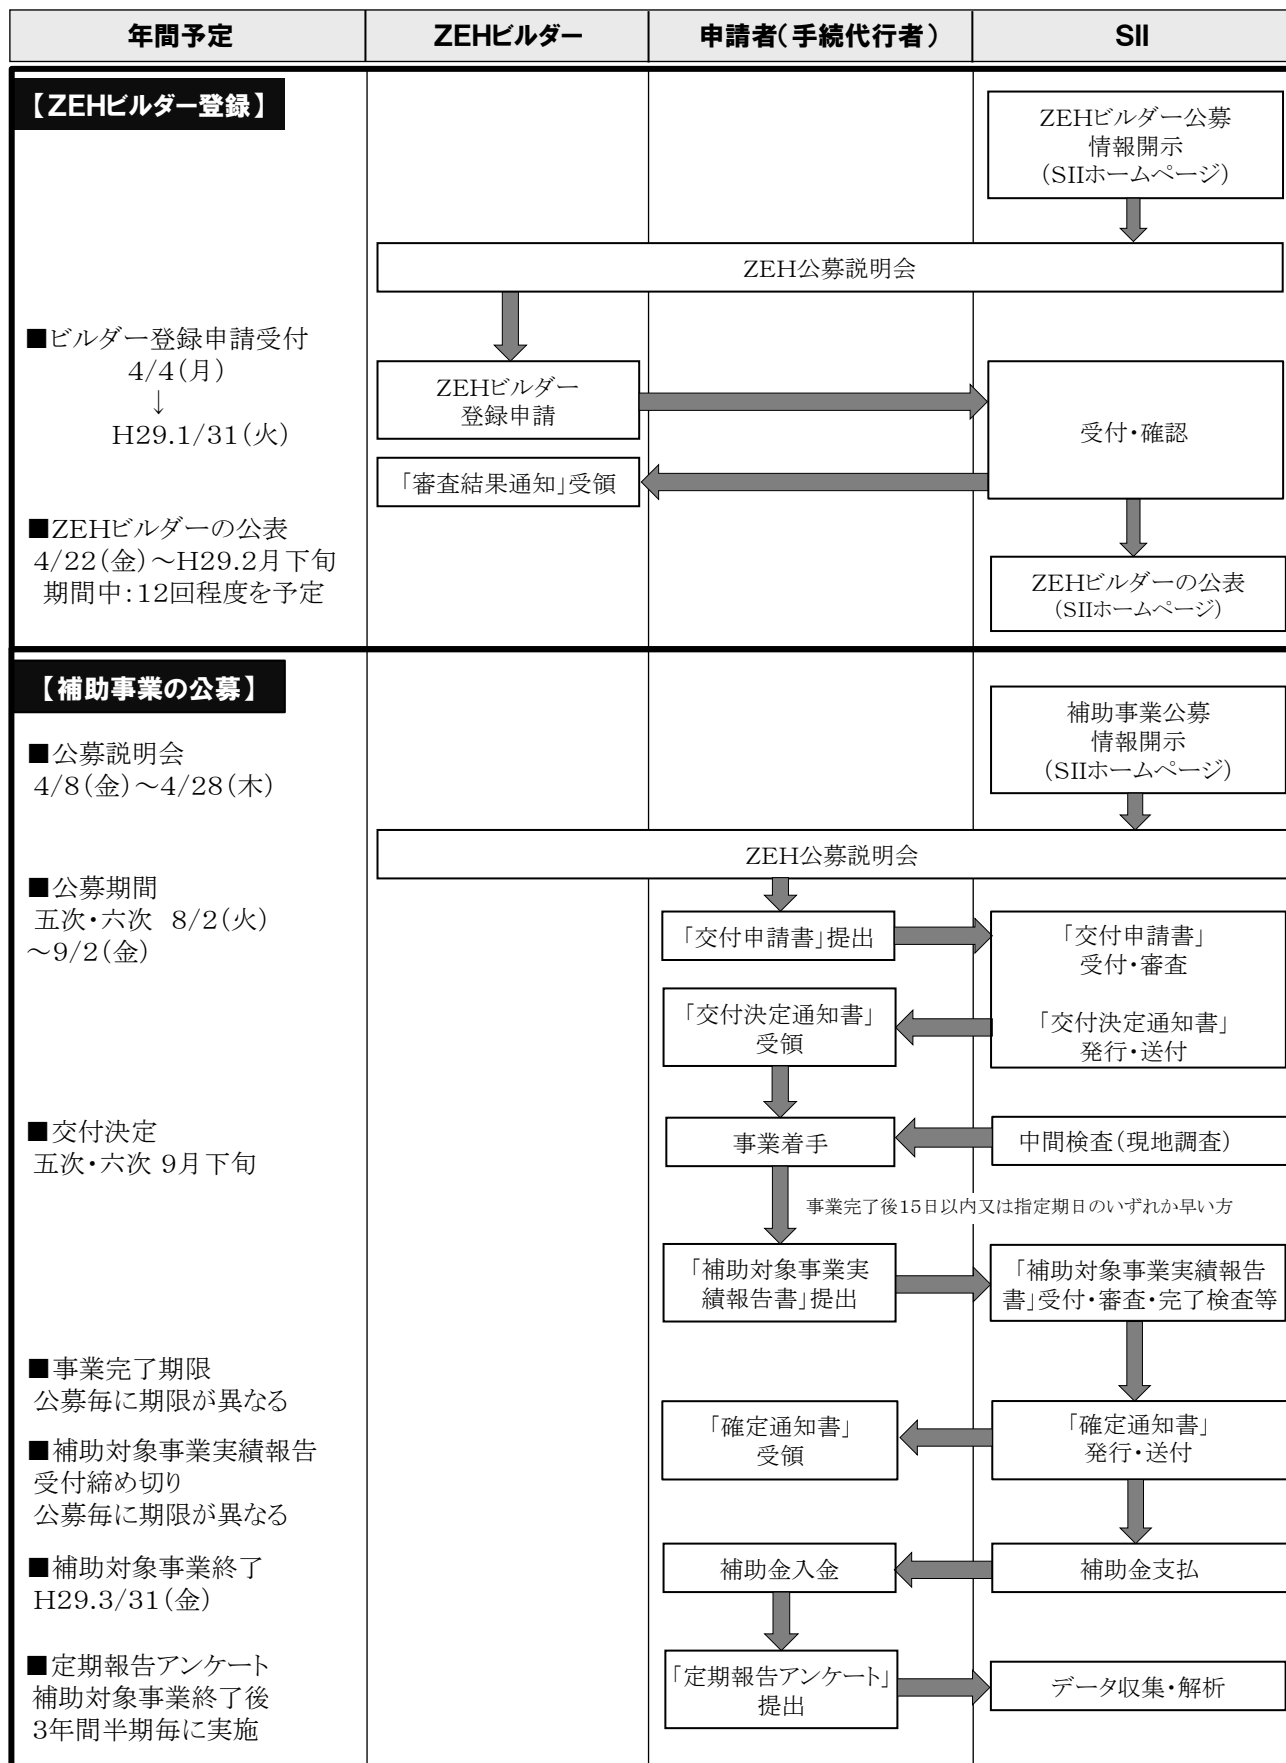 年間予定
ZEHビルダー
申請者(手続代行者)
SII
【ZEHビルダー登録】
ZEHビルダー公募
情報開示
(SIIホームページ)
ZEH公募説明会
■ビルダー登録申請受付
4/4(月)
↓
H29.1/31(火)
ZEHビルダー
登録申請
受付・確認
「審査結果通知」受領
■ZEHビルダーの公表
4/22(金)～H29.2月下旬
期間中:12回程度を予定
ZEHビルダーの公表
(SIIホームページ)
【補助事業の公募】
補助事業公募
情報開示
(SIIホームページ)
■公募説明会
4/8(金)～4/28(木)
ZEH公募説明会
■公募期間
五次・六次 8/2(火)
～9/2(金)
「交付申請書」提出
「交付申請書」
受付・審査
「交付決定通知書」
受領
「交付決定通知書」
発行・送付
■交付決定
五次・六次 9月下旬
事業着手
中間検査(現地調査)
事業完了後15日以内又は指定期日のいずれか早い方
「補助対象事業実
績報告書」提出
「補助対象事業実績報告
書」受付・審査・完了検査等
■事業完了期限
公募毎に期限が異なる
「確定通知書」
受領
「確定通知書」
発行・送付
■補助対象事業実績報告
受付締め切り
公募毎に期限が異なる
■補助対象事業終了
H29.3/31(金)
補助金入金
補助金支払
■定期報告アンケート
補助対象事業終了後
3年間半期毎に実施
「定期報告アンケート」
提出
データ収集・解析